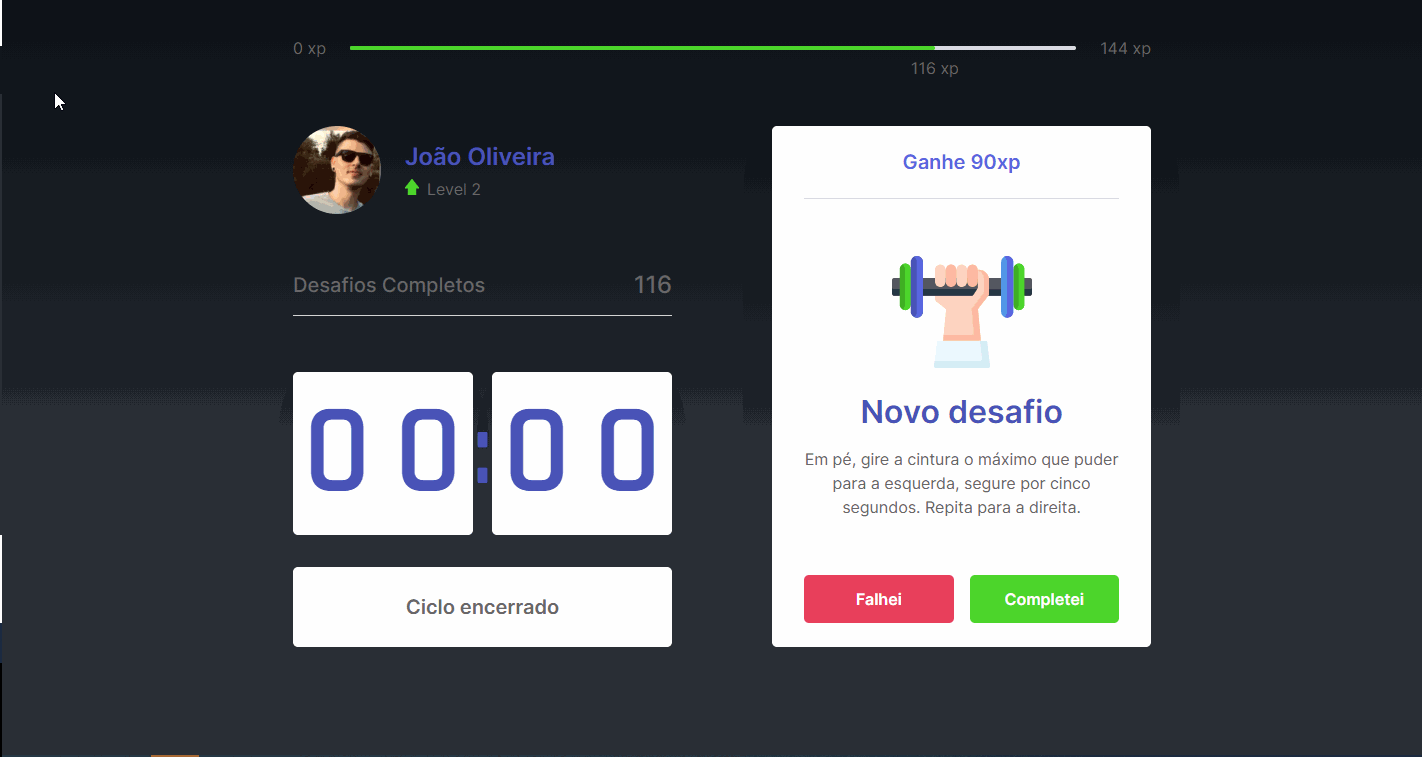 0 xp
144 xp
116 xp
João Oliveira
Level 2
Desafios Completos 116
00:00
Ciclo encerrado
Ganhe 90xp
Novo desafio
Em pé, gire a cintura o máximo que puder
para a esquerda, segure por cinco
segundos. Repita para a direita.
Falhei
Completei